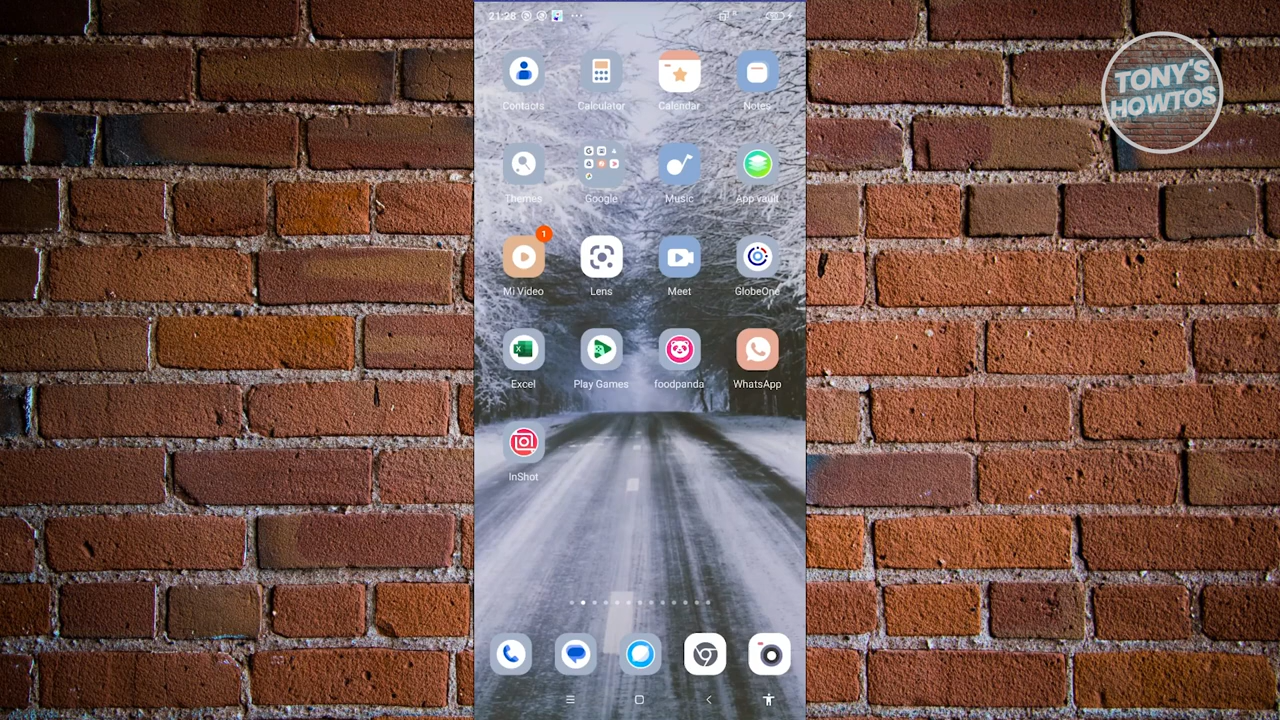 21:28
Contacts Calculator Calendar Notes
Themes Google Music App vault
1
Mi Video Lens Meet GlobeOne
Excel Play Games foodpanda WhatsApp
InShot
TONY'S
HOWTOS